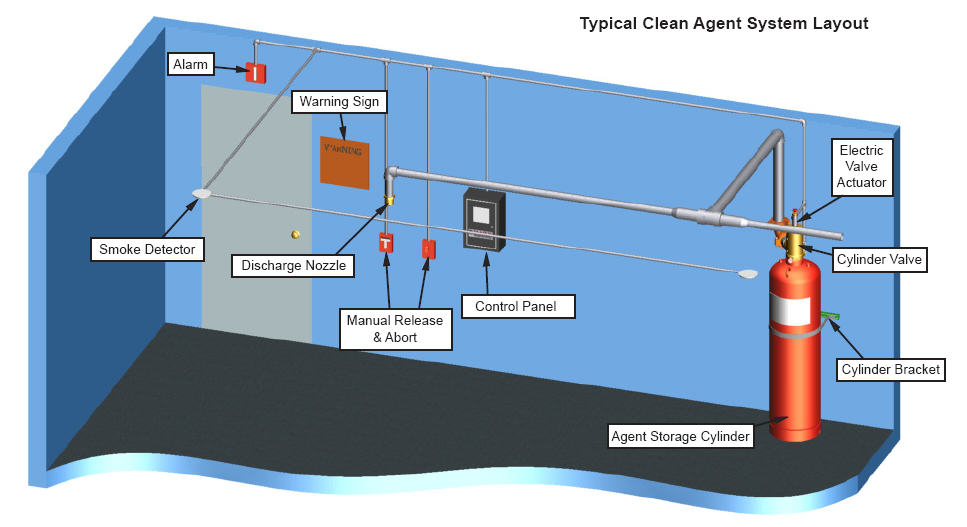 Typical Clean Agent System Layout
Alarm
Warning Sign
WARNING
Electric
Valve
Actuator
Smoke Detector
Discharge Nozzle
Cylinder Valve
Manual Release
& Abort
Control Panel
Cylinder Bracket
Agent Storage Cylinder